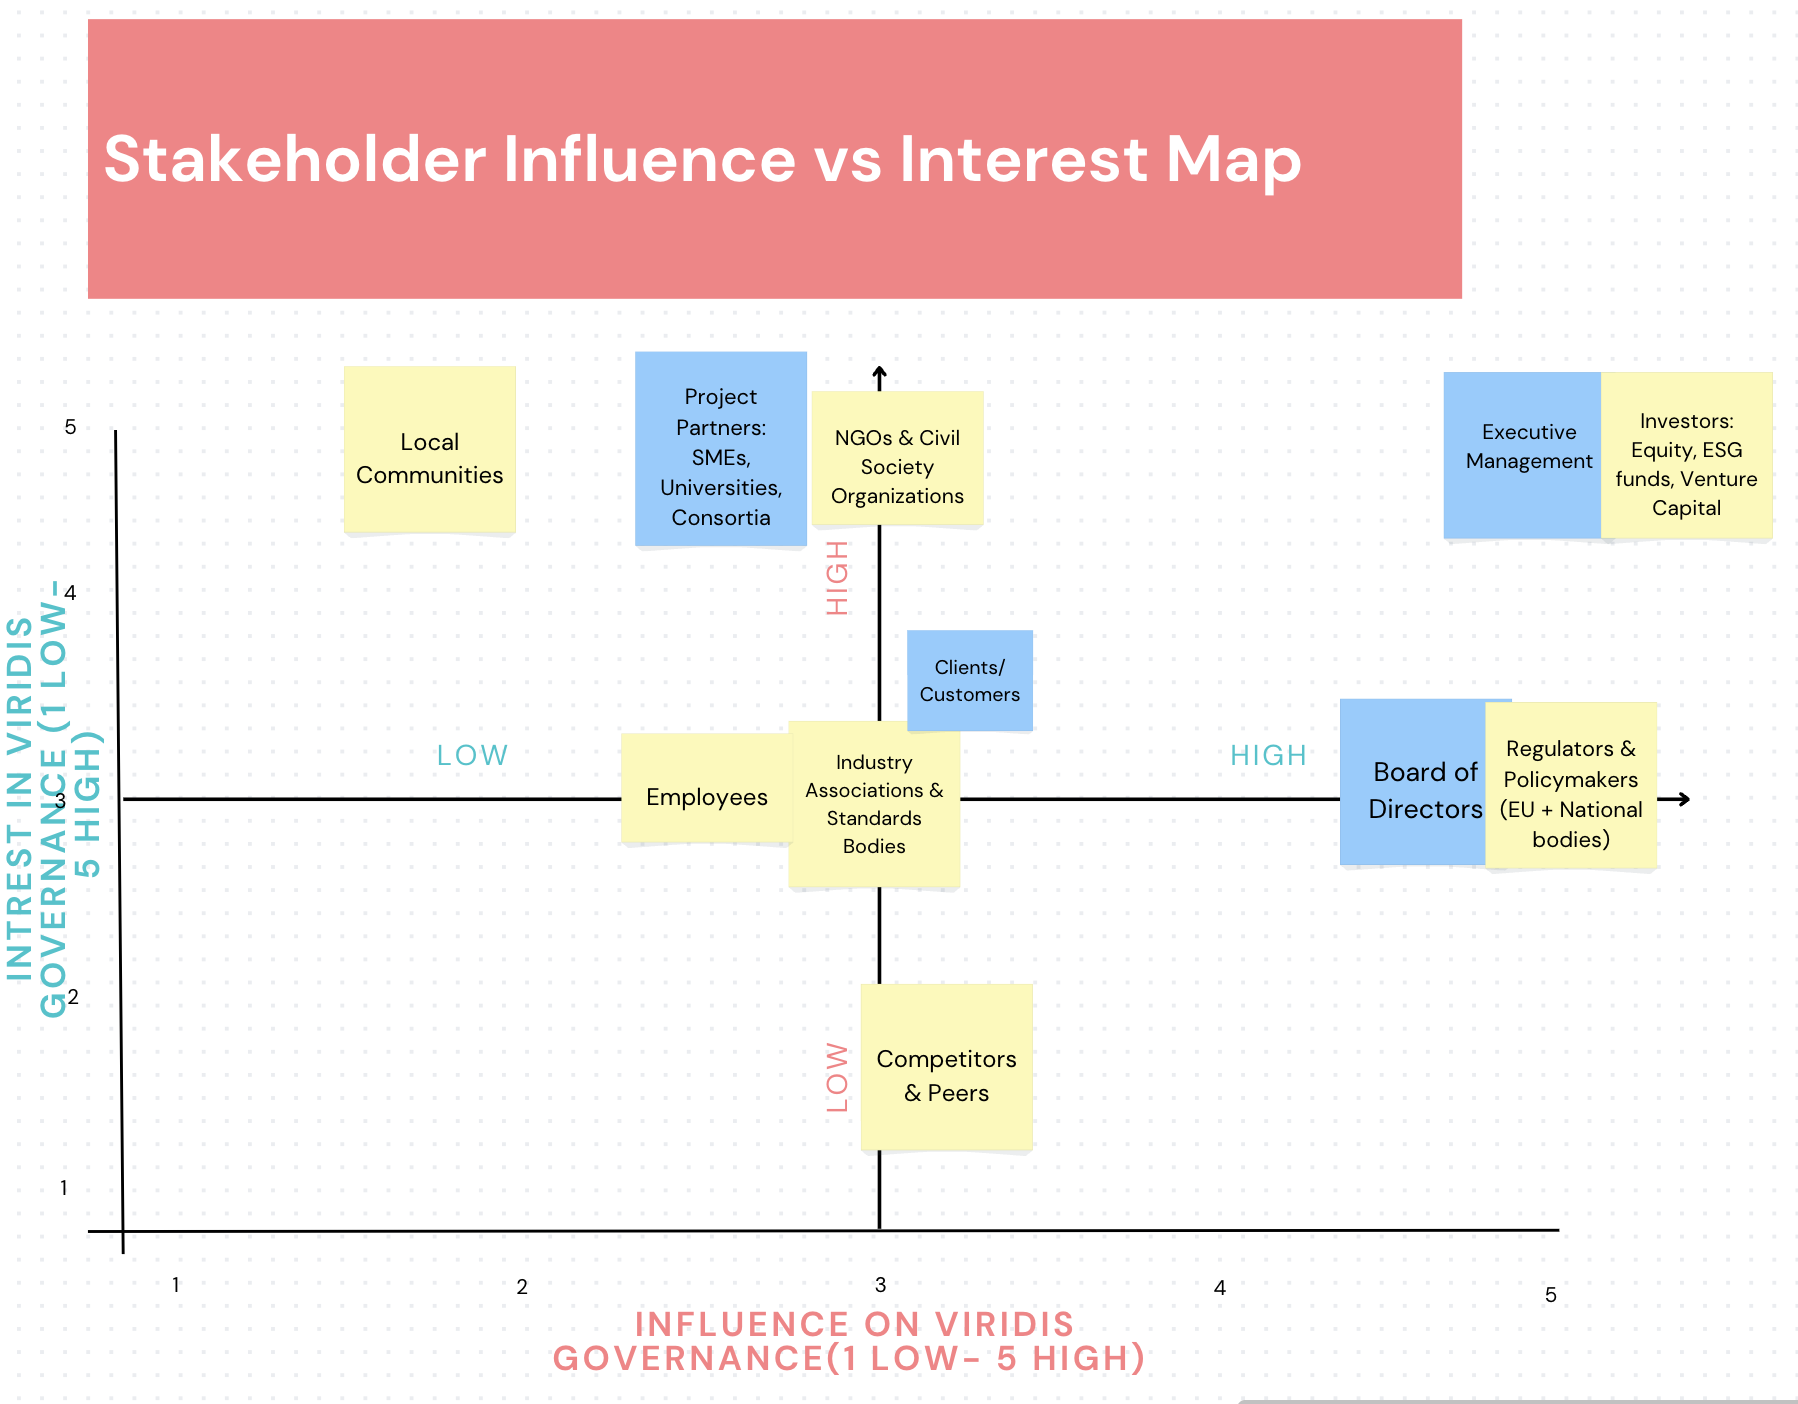 Stakeholder Influence vs Interest Map
Local
Communities
Project
Partners:
SMEs,
Universities,
Consortia
NGOs & Civil
Society
Organizations
Executive
Management
Investors:
Equity, ESG
funds, Venture
Capital
5
4
3
2
1
INTREST IN VIRIDIS
GOVERNANCE (1 LOW-
5 HIGH)
HIGH
Clients/
Customers
LOW
HIGH
Employees
Industry
Associations &
Standards
Bodies
Board of
Directors
Regulators &
Policymakers
(EU + National
bodies)
LOW
Competitors
& Peers
1
2
3
4
5
INFLUENCE ON VIRIDIS
GOVERNANCE(1 LOW- 5 HIGH)